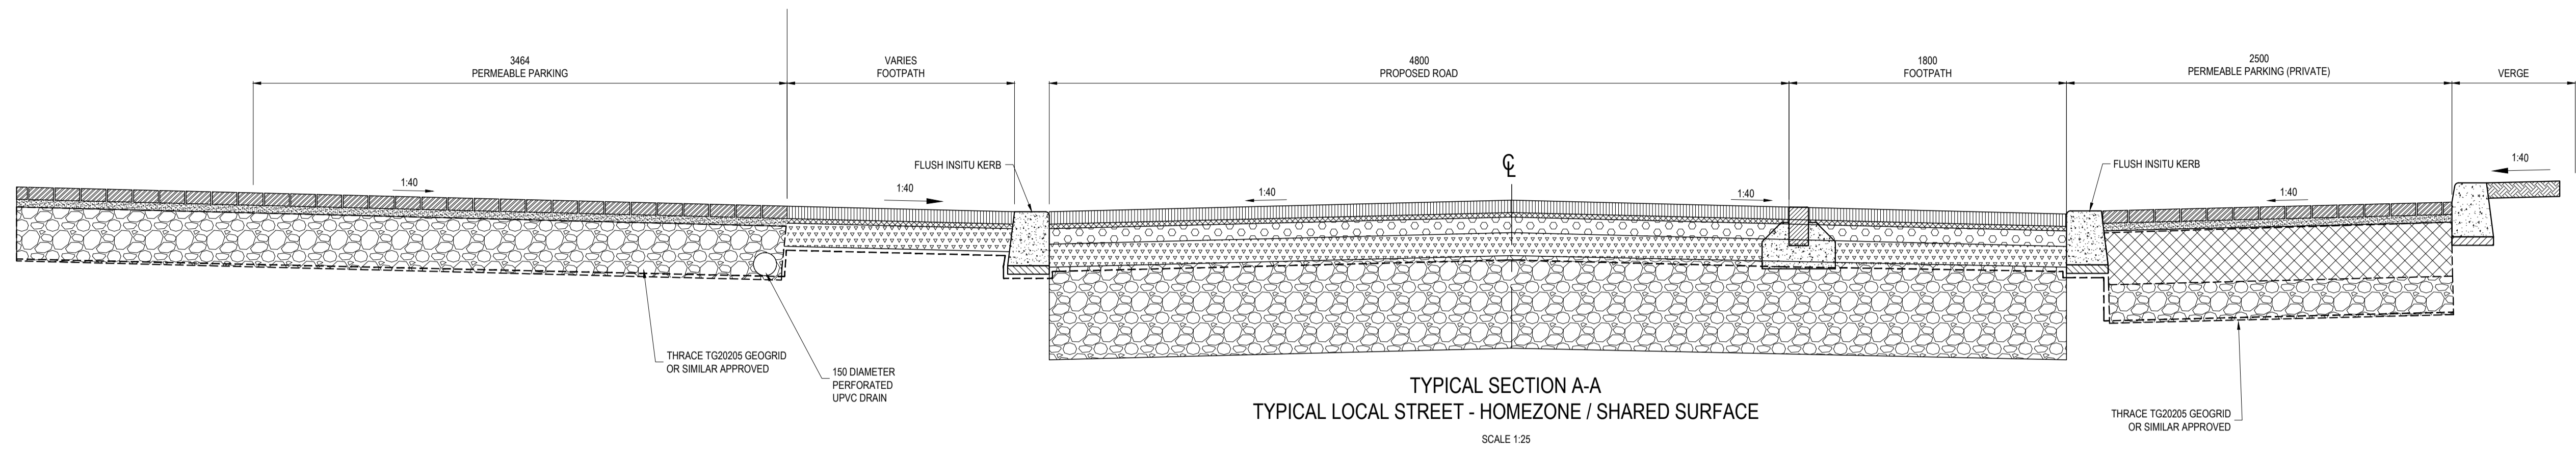 3464
PERMEABLE PARKING
VARIES
FOOTPATH
4800
PROPOSED ROAD
1800
FOOTPATH
2500
PERMEABLE PARKING (PRIVATE)
VERGE
FLUSH INSITU KERB
CL
FLUSH INSITU KERB
1:40
1:40
1:40
1:40
1:40
1:40
1:40
THRACE TG20205 GEOGRID
OR SIMILAR APPROVED
150 DIAMETER
PERFORATED
UPVC DRAIN
TYPICAL SECTION A-A
TYPICAL LOCAL STREET - HOMEZONE / SHARED SURFACE
SCALE 1:25
THRACE TG20205 GEOGRID
OR SIMILAR APPROVED